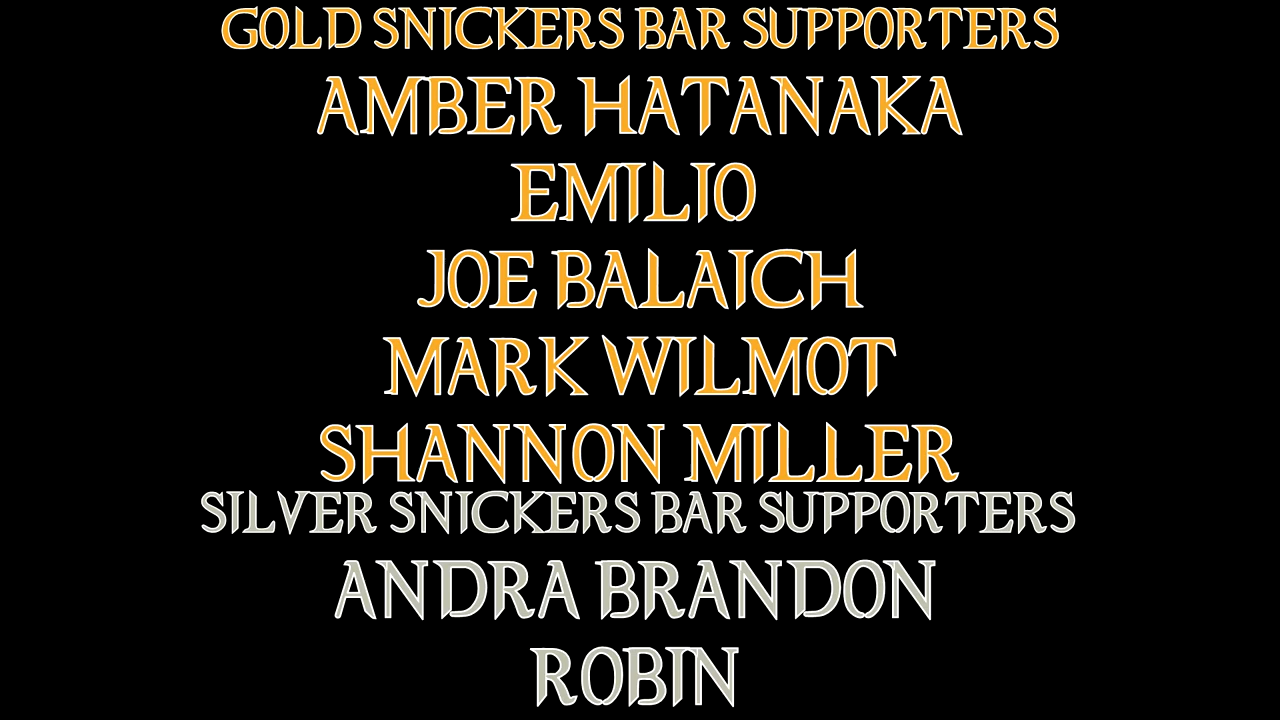 GOLD SNICKERS BAR SUPPORTERS
AMBER HATANAKA
EMILIO
JOE BALAICH
MARK WILMOT
SHANNON MILLER
SILVER SNICKERS BAR SUPPORTERS
ANDRA BRANDON
ROBIN